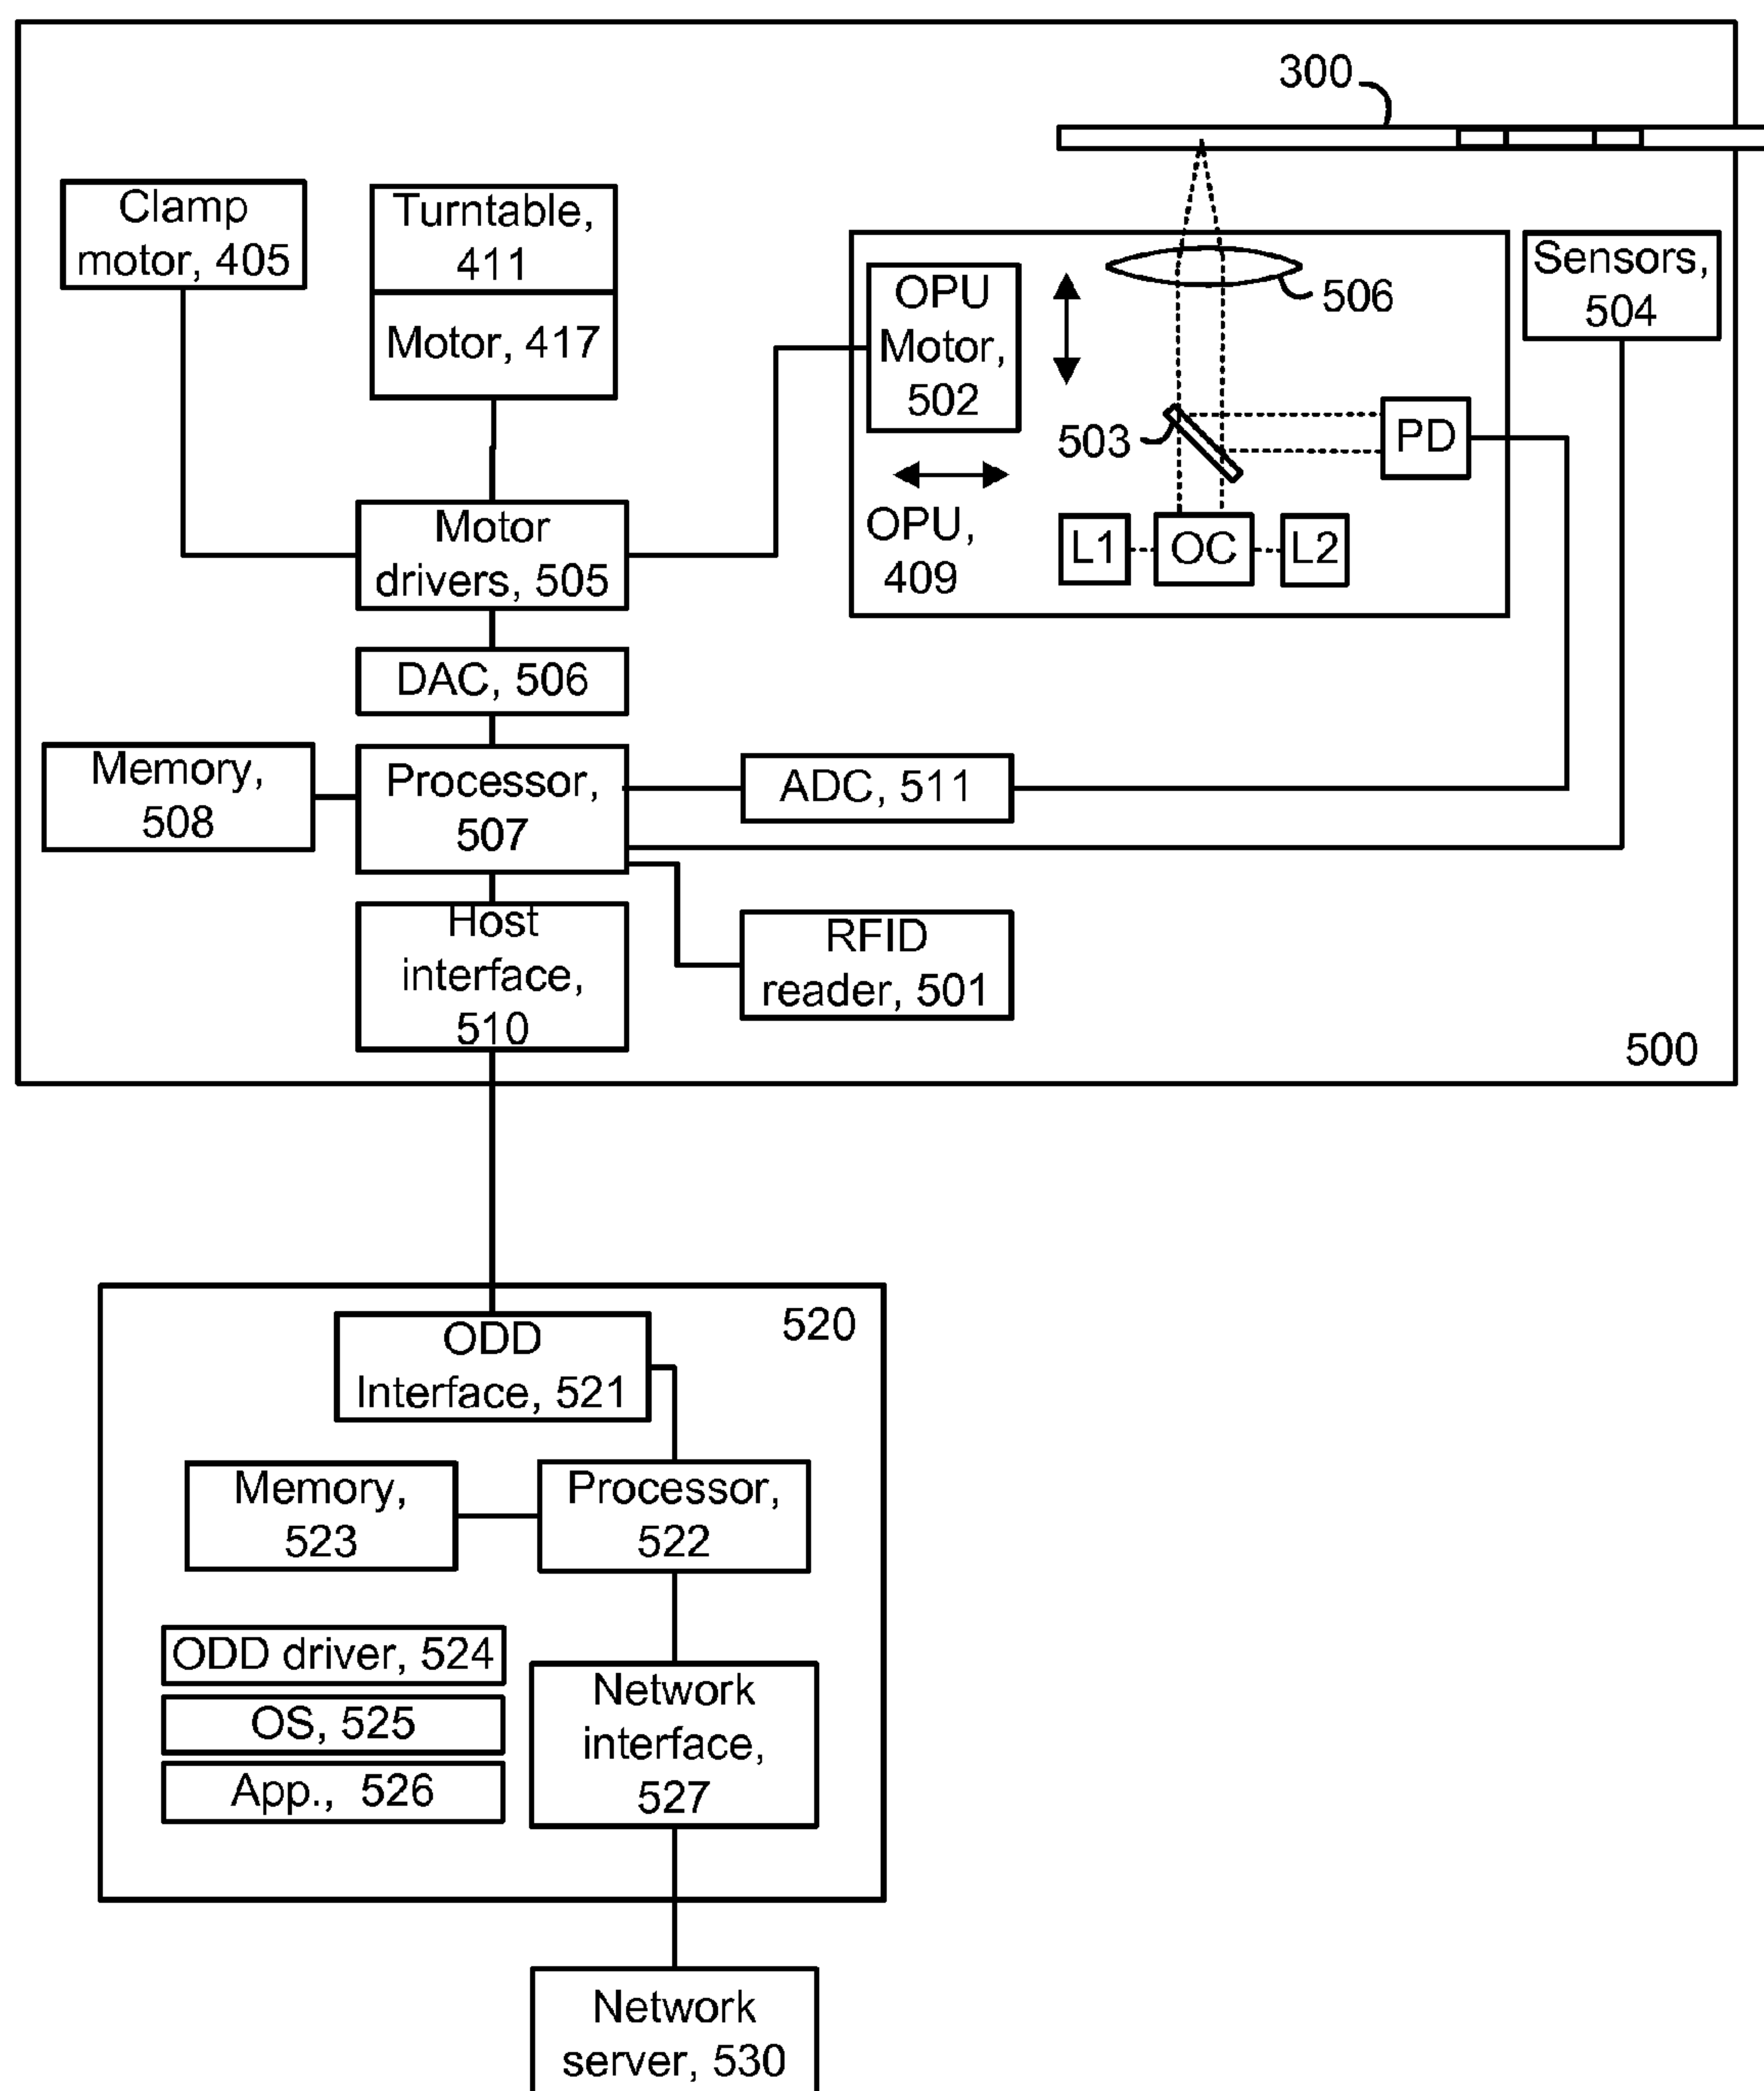 300
Clamp
motor, 405
Turntable,
411
Motor, 417
OPU
Motor,
502
506
Sensors,
504
503
PD
OPU,
409
L1
OC
L2
Motor
drivers, 505
DAC, 506
Memory,
508
Processor,
507
ADC, 511
Host
interface,
510
RFID
reader, 501
500
520
ODD
Interface, 521
Memory,
523
Processor,
522
ODD driver, 524
OS, 525
App., 526
Network
interface,
527
Network
server, 530